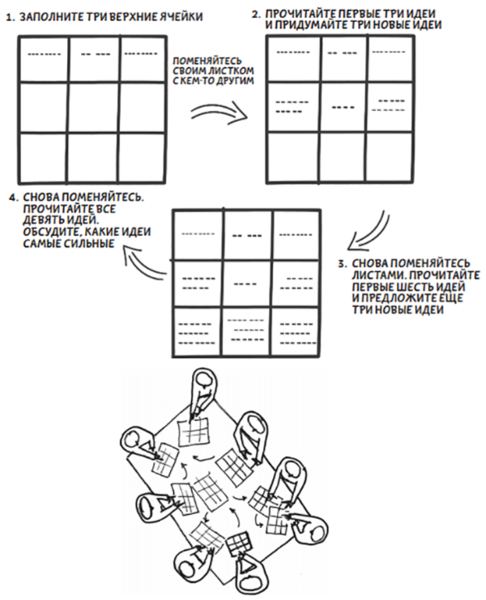 1. ЗАПОЛНИТЕ ТРИ ВЕРХНИЕ ЯЧЕЙКИ
2. ПРОЧИТАЙТЕ ПЕРВЫЕ ТРИ ИДЕИ
И ПРИДУМАЙТЕ ТРИ НОВЫЕ ИДЕИ
ПОМЕНЯЙТЕСЬ
СВОИМ ЛИСТКОМ
С КЕМ-ТО ДРУГИМ
3. СНОВА ПОМЕНЯЙТЕСЬ
ЛИСТАМИ. ПРОЧИТАЙТЕ
ПЕРВЫЕ ШЕСТЬ ИДЕЙ
И ПРЕДЛОЖИТЕ ЕЩЕ
ТРИ НОВЫЕ ИДЕИ
4. СНОВА ПОМЕНЯЙТЕСЬ.
ПРОЧИТАЙТЕ ВСЕ
ДЕВЯТЬ ИДЕЙ.
ОБСУДИТЕ, КАКИЕ ИДЕИ
САМЫЕ СИЛЬНЫЕ